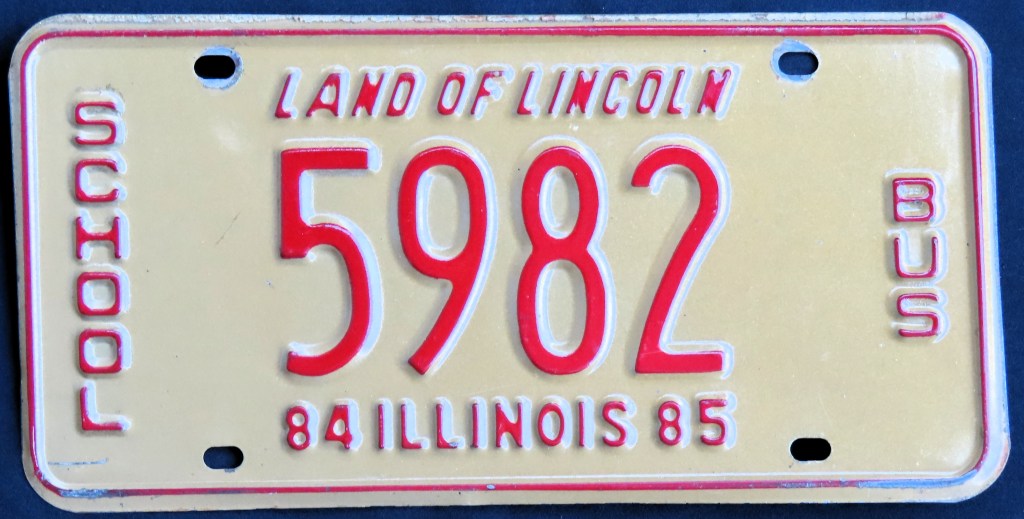 LAND OF LINCOLN
SCHOOL
5982
BUS
84 ILLINOIS 85